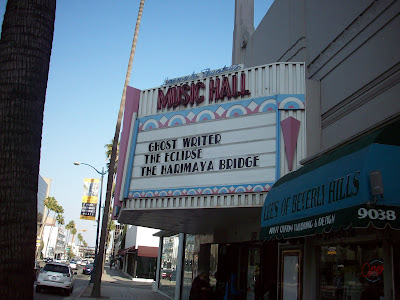 MUSIC HALL
GHOST WRITER
THE ECLIPSE
THE HARIMAYA BRIDGE
LEES OF BEVERLY HILLS
9038